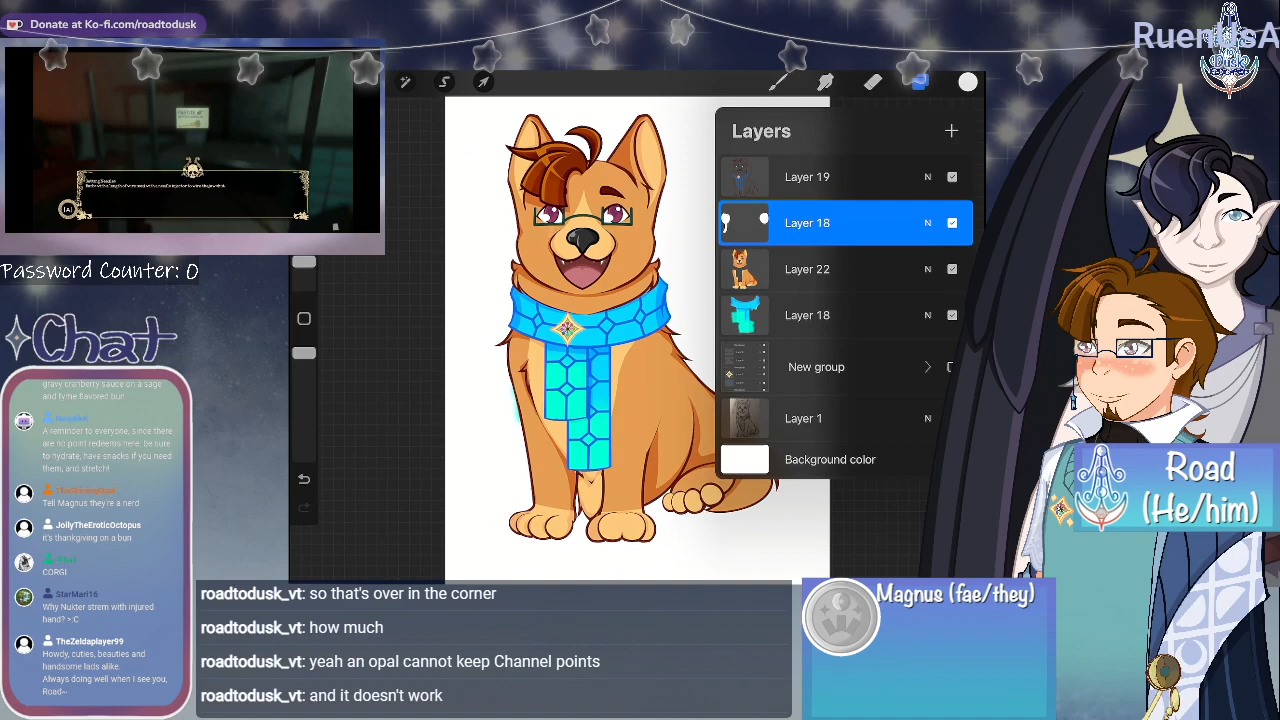 Donate at Ko-fi.com/roadtodusk
RuenUsA
Password Counter: 0
Chat
gravy cranberry sauce on a sage
and tyme flavored bun
A reminder to everyone, since there
are no point redeems here, be sure
to hydrate, have snacks if you need
them, and stretch!
Tell Magnus they're a nerd
JollyTheEroticOctopus
it's thankgiving on a bun
CORGI
StarMari16
Why Nukter strem with injured
hand? >:C
TheZeldaplayer99
Howdy, cuties, beauties and
handsome lads alike.
Always doing well when I see you,
Road~
Layers
Layer 19
N
Layer 18
N
Layer 22
N
Layer 18
N
New group
Layer 1
N
Background color
roadtodusk_vt: so that's over in the corner
roadtodusk_vt: how much
roadtodusk_vt: yeah an opal cannot keep Channel points
roadtodusk_vt: and it doesn't work
Road
(He/him)
Magnus (fae/they)